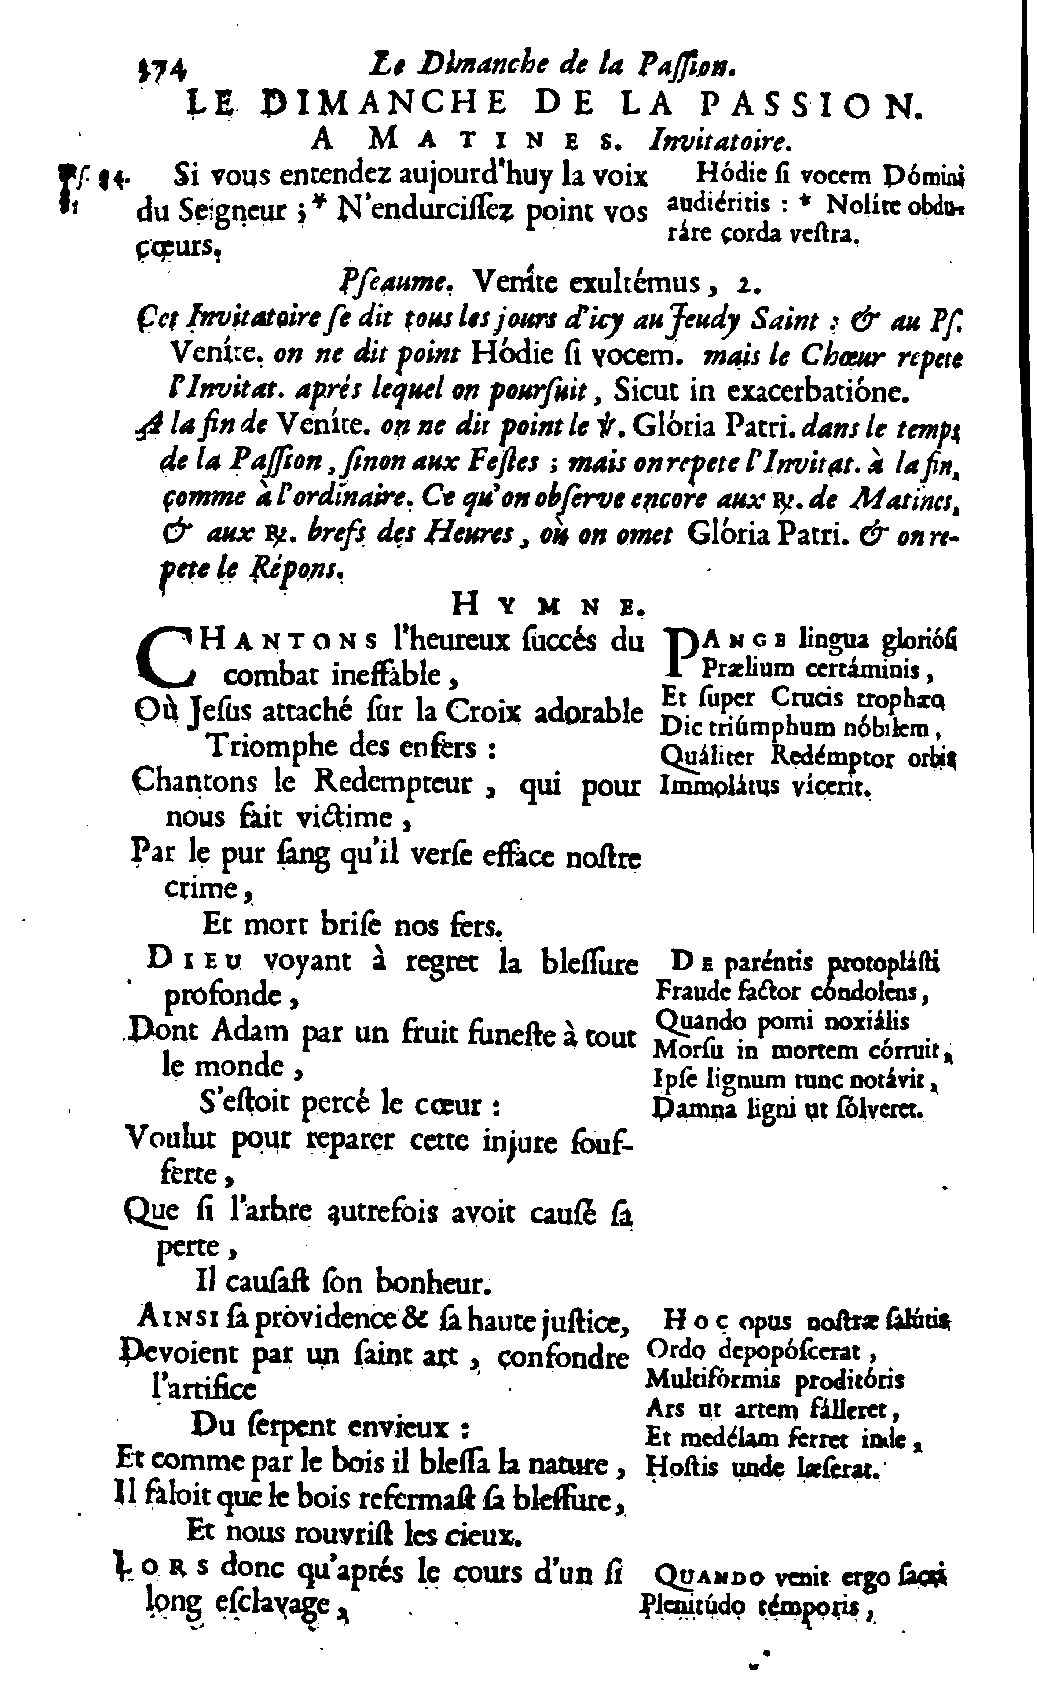 174 Le Dimanche de la Paſſion.
LE DIMANCHE DE LA PASSION.
A MATINES. Invitatoire.
Pſ. 94. Si vous entendez aujourd'huy la voix
du Seigneur ; * N'endurciſſez point vos
cœurs.
Hódie ſi vocem Dómini
audiéritis : * Nolite obdu-
ráre corda veſtra.
Pſeaume. Veníte exultémus, 2.
Cet Invitatoire ſe dit tous les jours d'icy au Jeudy Saint : & au Pſ.
Veníte. on ne dit point Hódie ſi vocem. mais le Chœur repete
l'Invitat. aprés lequel on pourſuit, Sicut in exacerbatióne.
A la fin de Veníte. on ne dit point le ℣. Glória Patri. dans le temps
de la Paſſion, ſinon aux Feſtes ; mais on repete l'Invitat. à la fin,
comme à l'ordinaire. Ce qu'on obſerve encore aux ℟. de Matines,
& aux ℟. brefs des Heures, où on omet Glória Patri. & on re-
pete le Répons.
HYMNE.
CHANTONS l'heureux ſuccés du
combat ineffable,
Où Jeſus attaché ſur la Croix adorable
Triomphe des enfers :
Chantons le Redempteur, qui pour
nous fait victime,
Par le pur ſang qu'il verſe efface noſtre
crime,
Et mort briſe nos fers.
PANGE lingua glorióſi
Prælium certáminis,
Et ſuper Crucis trophæo
Dic triúmphum nóbilem,
Quáliter Redémptor orbis
Immolátus vícerit.
DIEU voyant à regret la bleſſure
profonde,
Dont Adam par un fruit funeſte à tout
le monde,
S'eſtoit percé le cœur :
Voulut pour reparer cette injure ſouf-
ferte,
Que ſi l'arbre autrefois avoit cauſé ſa
perte,
Il cauſaſt ſon bonheur.
DE paréntis protopláſti
Fraude factor cóndolens,
Quando pomi noxiális
Morſu in mortem córruit,
Ipſe lignum tunc notávit,
Damna ligni ut ſólveret.
AINSI ſa providence & ſa haute juſtice,
Devoient par un ſaint art, confondre
l'artifice
Du ſerpent envieux :
Et comme par le bois il bleſſa la nature,
Il faloit que le bois refermaſt ſa bleſſure,
Et nous rouvriſt les cieux.
HOC opus noſtræ ſalútis
Ordo depopóſcerat,
Multifórmis proditóris
Ars ut artem fálleret,
Et medélam ferret inde,
Hoſtis unde læſerat.
LORS donc qu'aprés le cours d'un ſi
long eſclavage,
QUANDO venit ergo ſacri
Plenitúdo témporis,